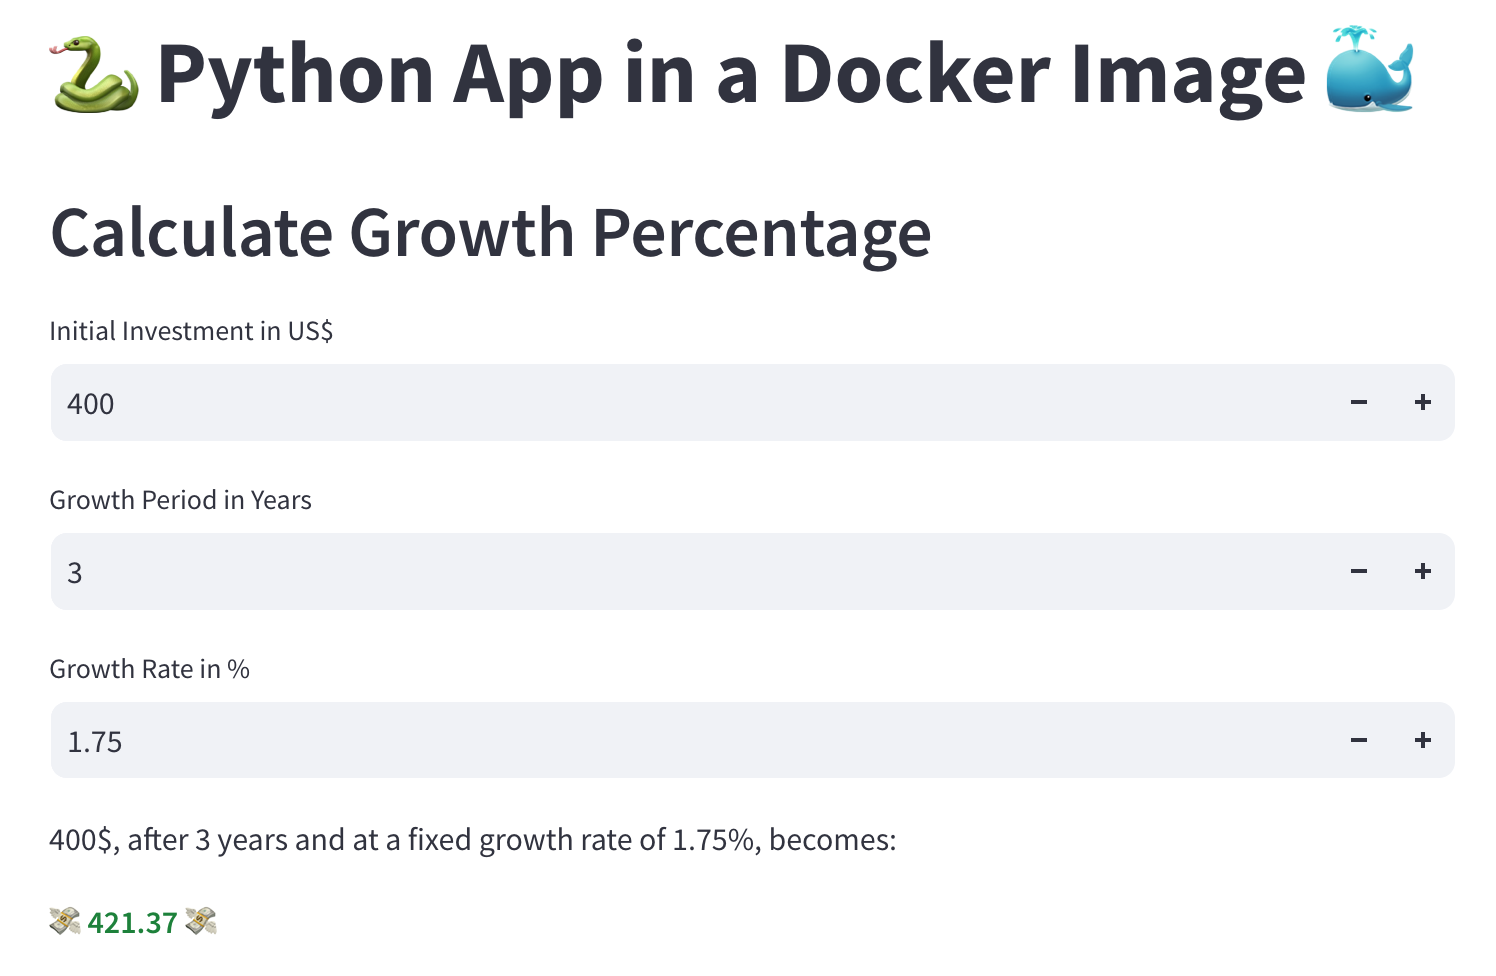 🐍 Python App in a Docker Image 🐳
Calculate Growth Percentage
Initial Investment in US$
400 − +
Growth Period in Years
3 − +
Growth Rate in %
1.75 − +
400$, after 3 years and at a fixed growth rate of 1.75%, becomes:
💸 421.37 💸